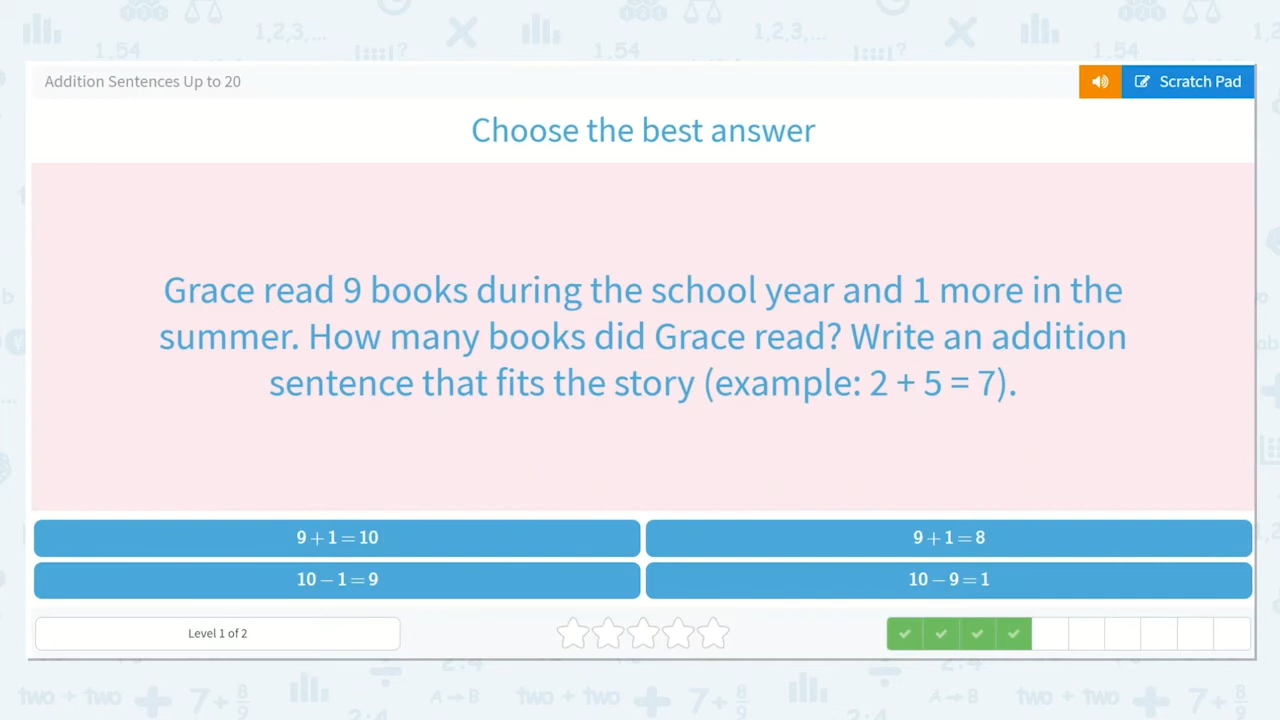 Addition Sentences Up to 20
Scratch Pad
Choose the best answer
Grace read 9 books during the school year and 1 more in the
summer. How many books did Grace read? Write an addition
sentence that fits the story (example: 2 + 5 = 7).
9 + 1 = 10
9 + 1 = 8
10 − 1 = 9
10 − 9 = 1
Level 1 of 2